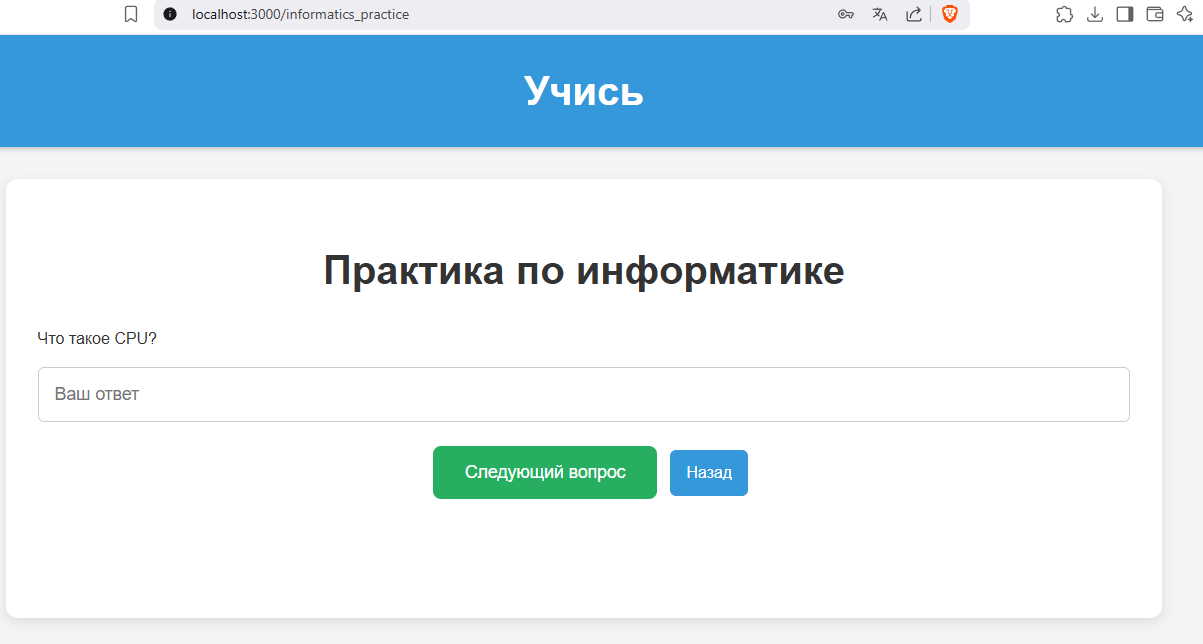 localhost:3000/informatics_practice
Учись
Практика по информатике
Что такое CPU?
Ваш ответ
Следующий вопрос
Назад